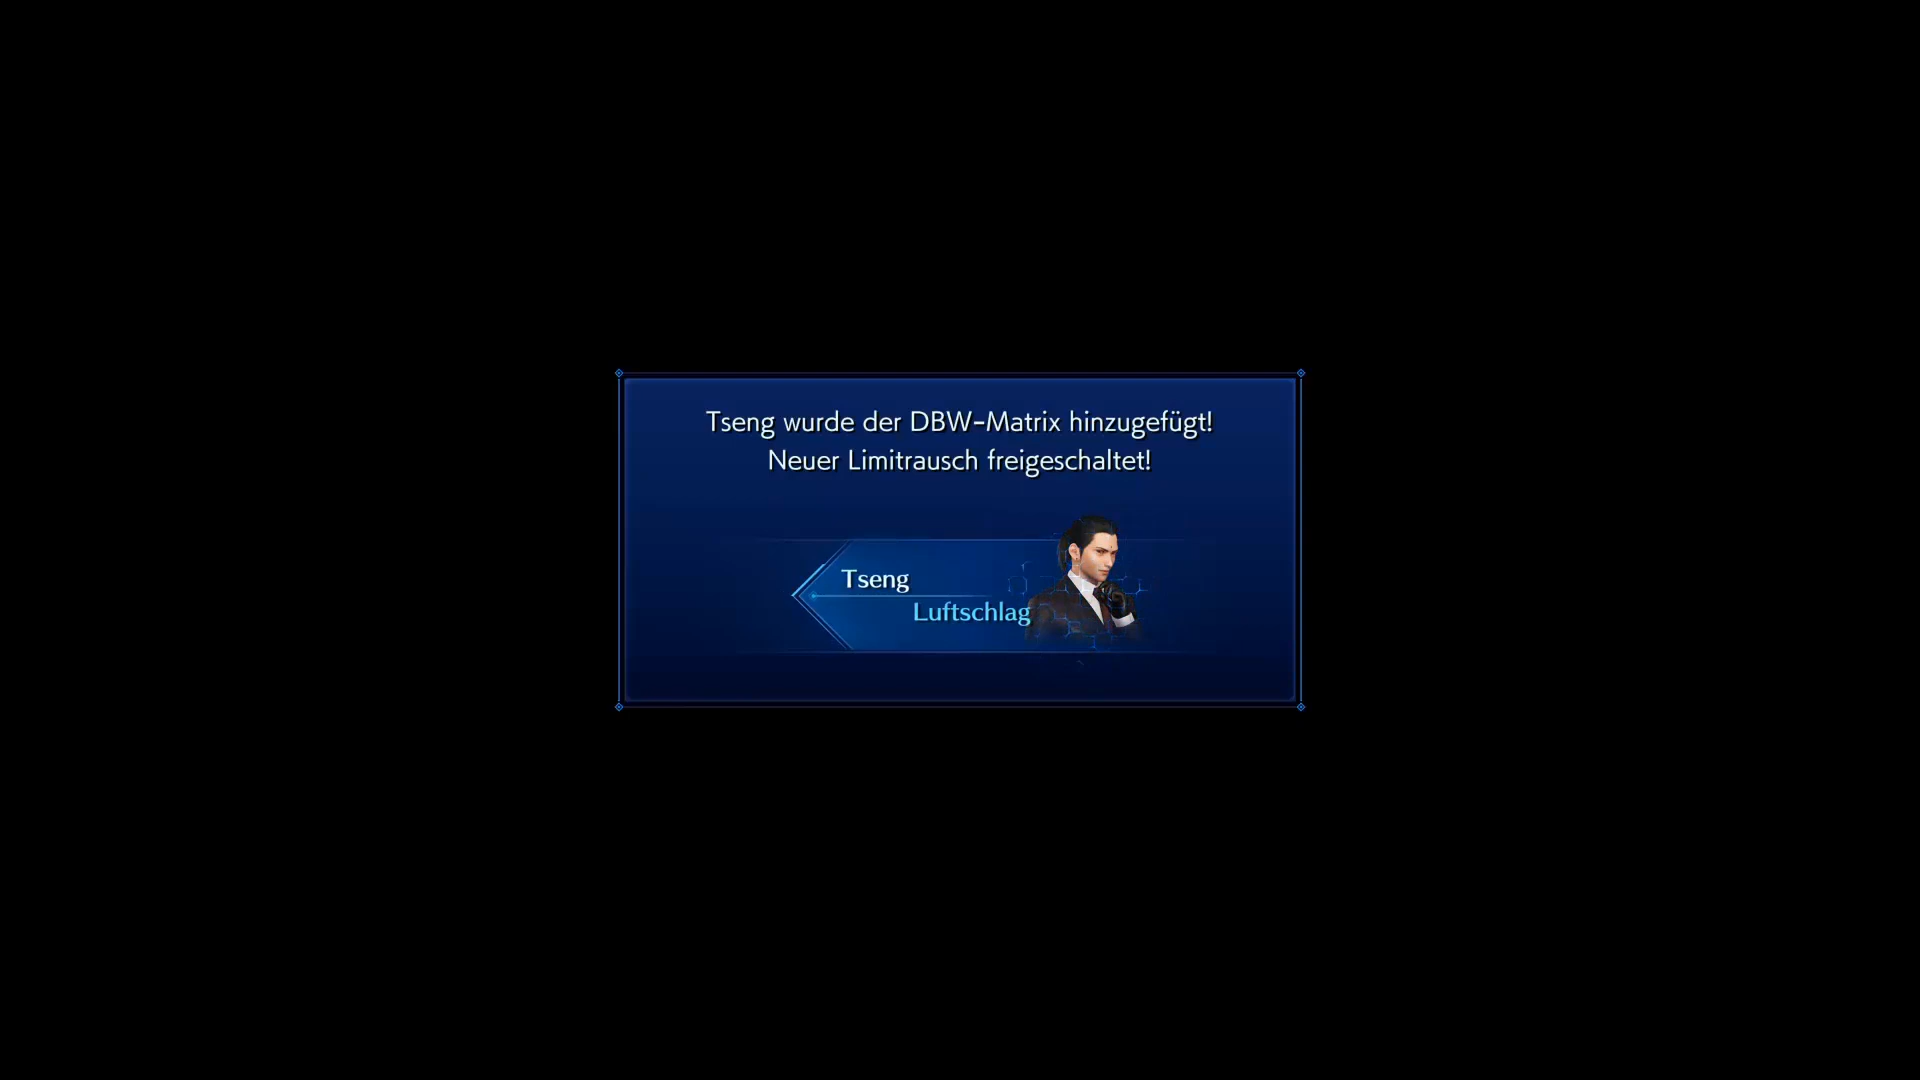 Tseng wurde der DBW-Matrix hinzugefügt!
Neuer Limitrausch freigeschaltet!
Tseng
Luftschlag